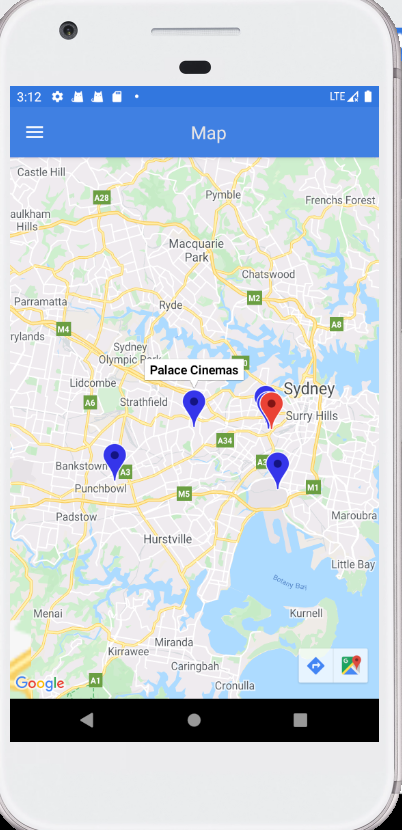 3:12
LTE
Map
Castle Hill
A28
Pymble
Frenchs Forest
aulkham
Hills
Macquarie
Park
Chatswood
M2
Parramatta
Ryde
A8
M4
rylands
Sydney
Olympic Park
Palace Cinemas
Lidcombe
Sydney
A6
Strathfield
Surry Hills
A34
Bankstown
A3
A3
Punchbowl
M5
M1
Padstow
Maroubra
Hurstville
Little Bay
Botany Bay
Menai
Kurnell
Miranda
Kirrawee
Caringbah
Google
A1
Cronulla